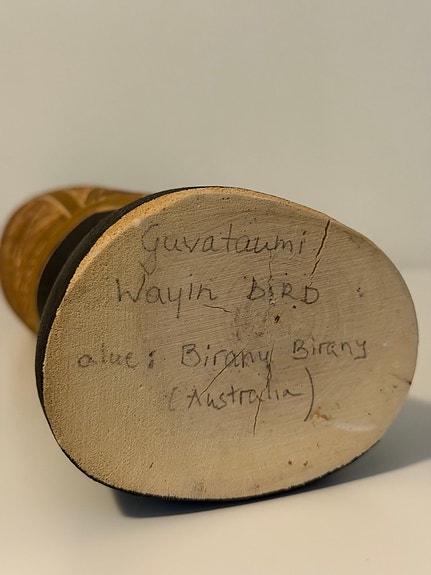 Guvataumi
Wayin BIRD
alue: Birany Birany
(Australia)